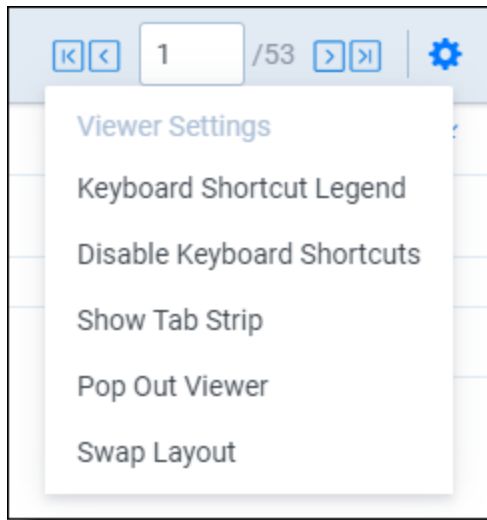 1 /53
Viewer Settings
Keyboard Shortcut Legend
Disable Keyboard Shortcuts
Show Tab Strip
Pop Out Viewer
Swap Layout